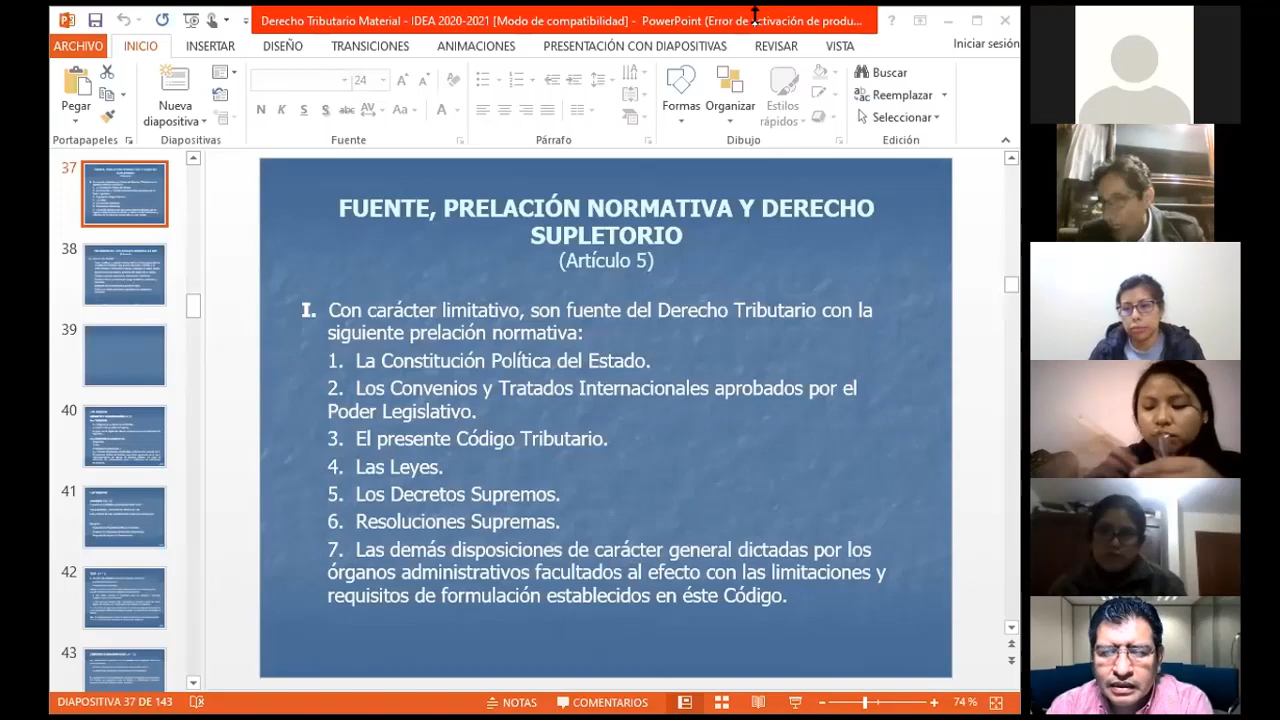 Derecho Tributario Material - IDEA 2020-2021 [Modo de compatibilidad] - PowerPoint (Error de activación de produ...
ARCHIVO INICIO INSERTAR DISEÑO TRANSICIONES ANIMACIONES PRESENTACIÓN CON DIAPOSITIVAS REVISAR VISTA Iniciar sesión
24
Pegar
Nueva
diapositiva
Formas Organizar Estilos
rápidos
Buscar
Reemplazar
Seleccionar
N K S S abc AV Aa A
Portapapeles Diapositivas Fuente Párrafo Dibujo Edición
37
38
39
40
41
42
43
FUENTE, PRELACIÓN NORMATIVA Y DERECHO
SUPLETORIO
(Artículo 5)
I. Con carácter limitativo, son fuente del Derecho Tributario con la
siguiente prelación normativa:
1. La Constitución Política del Estado.
2. Los Convenios y Tratados Internacionales aprobados por el
Poder Legislativo.
3. El presente Código Tributario.
4. Las Leyes.
5. Los Decretos Supremos.
6. Resoluciones Supremas.
7. Las demás disposiciones de carácter general dictadas por los
órganos administrativos facultados al efecto con las limitaciones y
requisitos de formulación establecidos en éste Código.
DIAPOSITIVA 37 DE 143 NOTAS COMENTARIOS 74 %